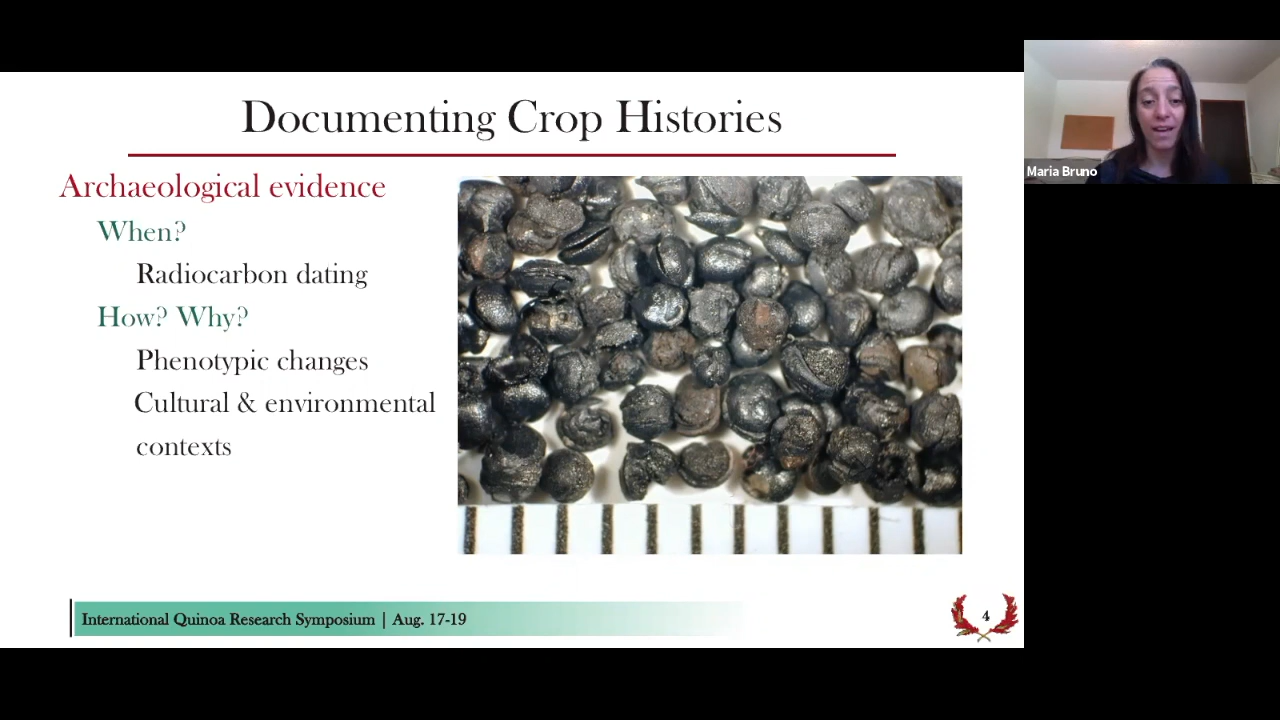 Documenting Crop Histories
Archaeological evidence
When?
Radiocarbon dating
How? Why?
Phenotypic changes
Cultural & environmental
contexts
International Quinoa Research Symposium | Aug. 17-19
4
Maria Bruno